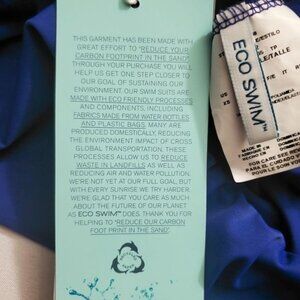 THIS GARMENT HAS BEEN MADE WITH
GREAT EFFORT TO "REDUCE YOUR
CARBON FOOTPRINT IN THE SAND"
THROUGH YOUR PURCHASE YOU WILL
HELP US GET ONE STEP CLOSER TO
OUR GOAL OF SUSTAINING OUR
ENVIRONMENT. OUR SWIM SUITS ARE
MADE WITH ECO FRIENDLY PROCESSES
AND COMPONENTS, INCLUDING
FABRICS MADE FROM WATER BOTTLES
AND PLASTIC BAGS. MANY ARE
PRODUCED DOMESTICALLY, REDUCING
THE ENVIRONMENT IMPACT OF CROSS
GLOBAL TRANSPORTATION. THESE
PROCESSES ALLOW US TO REDUCE
WASTE IN LANDFILLS AS WELL AS
REDUCING AIR AND WATER POLLUTION.
WE'RE NOT YET AT OUR FULL GOAL, BUT
WITH EVERY SUNRISE WE TRY HARDER.
WE'RE GLAD THAT YOU CARE AS MUCH
ABOUT THE FUTURE OF OUR PLANET
AS ECO SWIM™ DOES. THANK YOU FOR
HELPING TO "REDUCE OUR CARBON
FOOT PRINT IN THE SAND".
ECO SWIM™